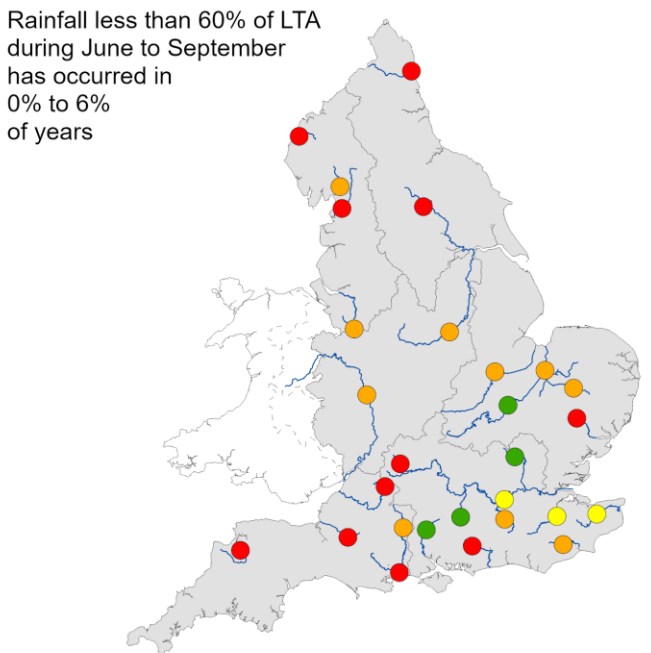 Rainfall less than 60% of LTA
during June to September
has occurred in
0% to 6%
of years